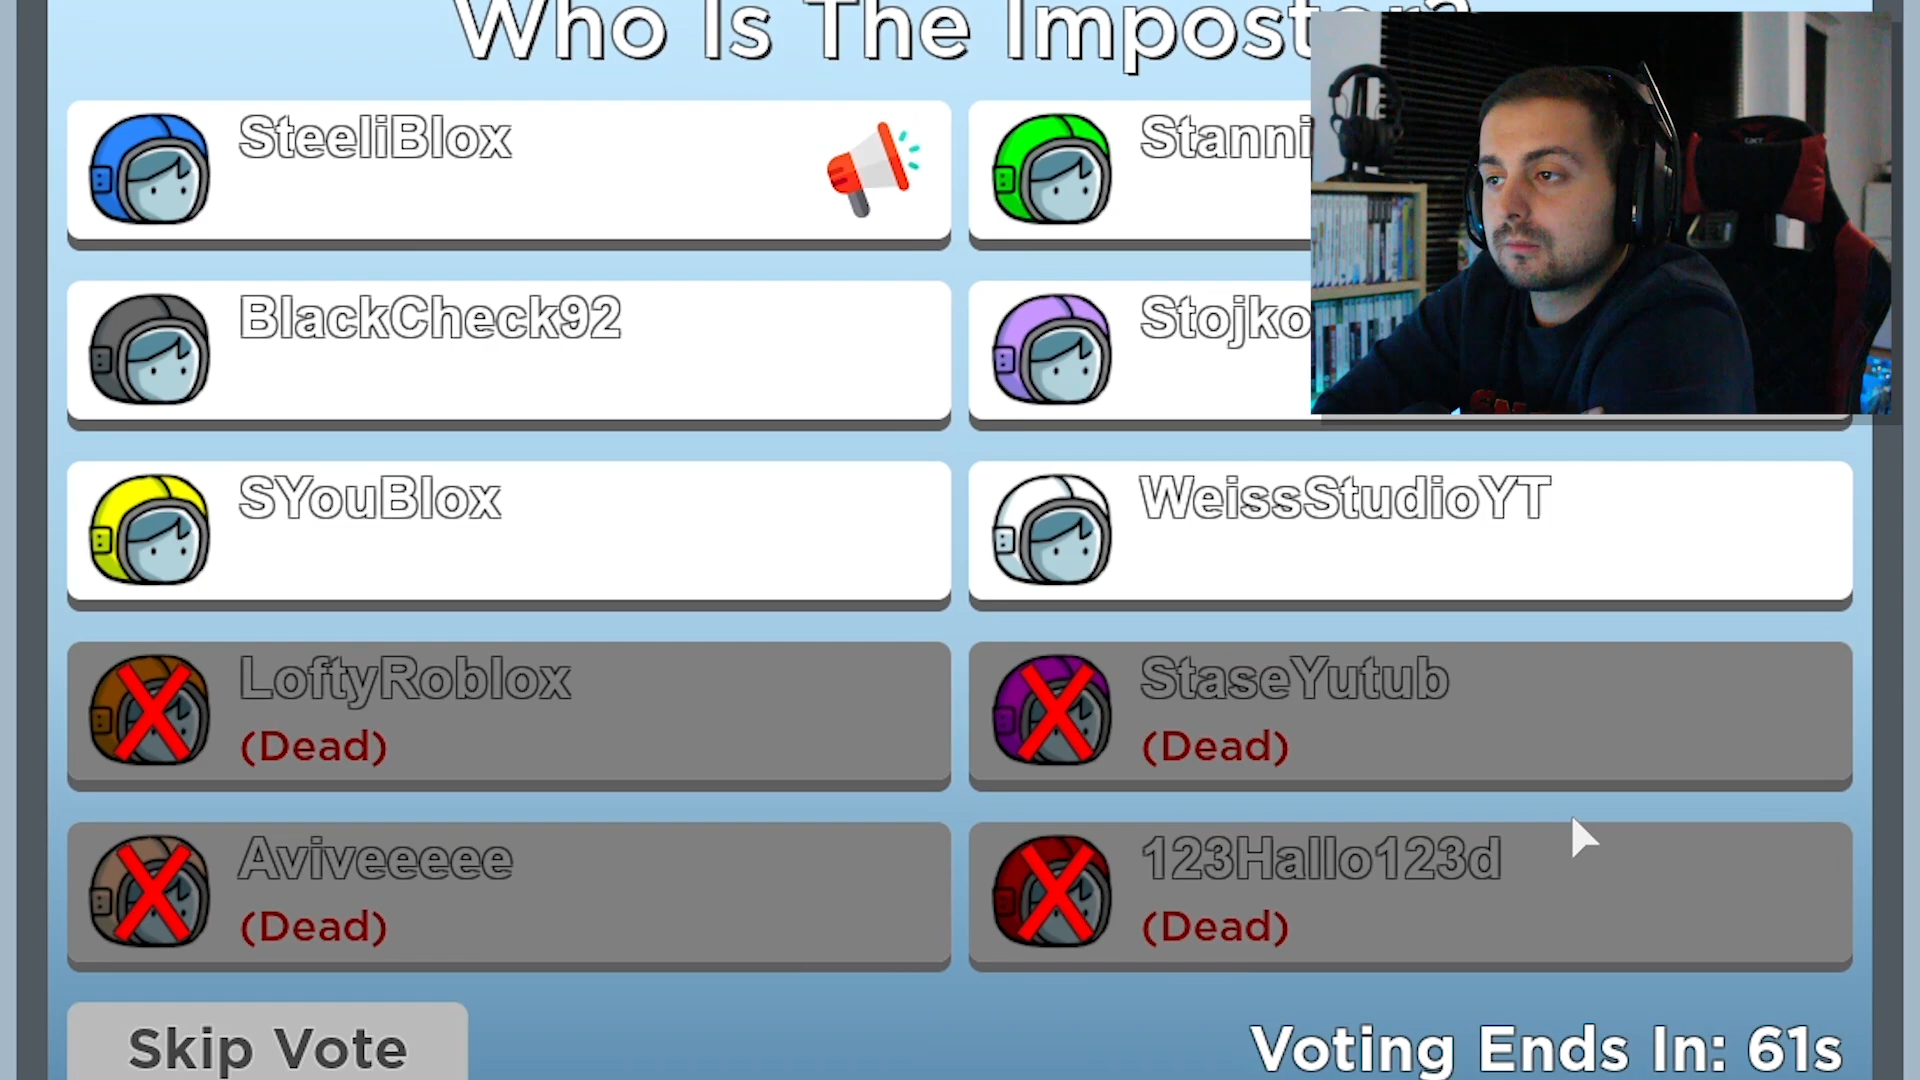 Who Is The Impostor?
SteeliBlox
Stanni
BlackCheck92
Stojko
SYouBlox
WeissStudioYT
LoftyRoblox
(Dead)
StaseYutub
(Dead)
Aviveeeee
(Dead)
123Hallo123d
(Dead)
Skip Vote
Voting Ends In: 61s